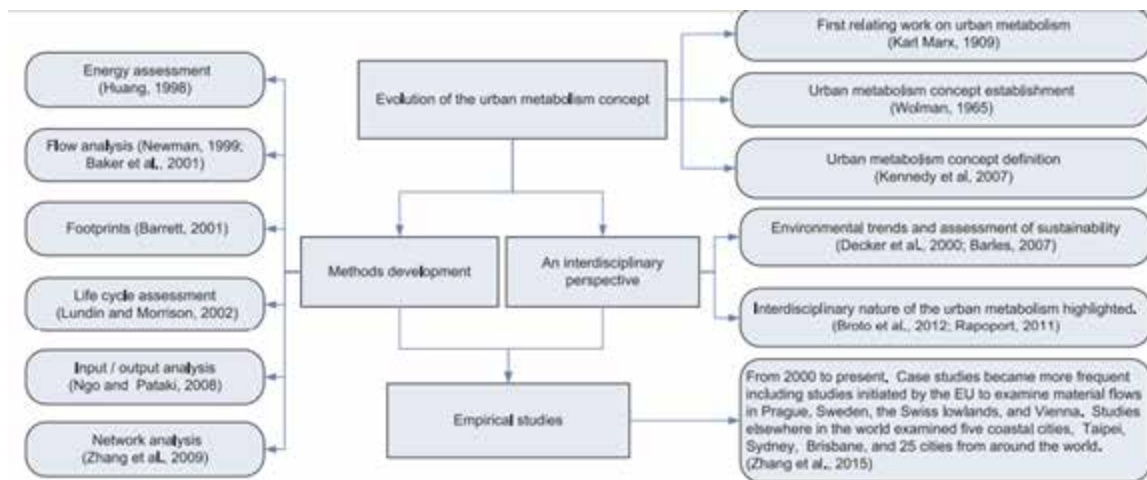 Energy assessment
(Huang, 1998)
Flow analysis (Newman, 1999;
Baker et al., 2001)
Footprints (Barrett, 2001)
Life cycle assessment
(Lundin and Morrison, 2002)
Input / output analysis
(Ngo and Pataki, 2008)
Network analysis
(Zhang et al., 2009)
Evolution of the urban metabolism concept
Methods development
An interdisciplinary
perspective
Empirical studies
First relating work on urban metabolism
(Karl Marx, 1909)
Urban metabolism concept establishment
(Wolman, 1965)
Urban metabolism concept definition
(Kennedy et al, 2007)
Environmental trends and assessment of sustainability
(Decker et al., 2000; Barles, 2007)
Interdisciplinary nature of the urban metabolism highlighted.
(Broto et al., 2012; Rapoport, 2011)
From 2000 to present, Case studies became more frequent
including studies initiated by the EU to examine material flows
in Prague, Sweden, the Swiss lowlands, and Vienna. Studies
elsewhere in the world examined five coastal cities, Taipei,
Sydney, Brisbane, and 25 cities from around the world.
(Zhang et al., 2015)